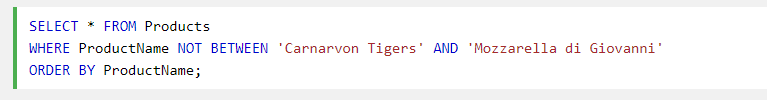 SELECT * FROM Products
WHERE ProductName NOT BETWEEN 'Carnarvon Tigers' AND 'Mozzarella di Giovanni'
ORDER BY ProductName;